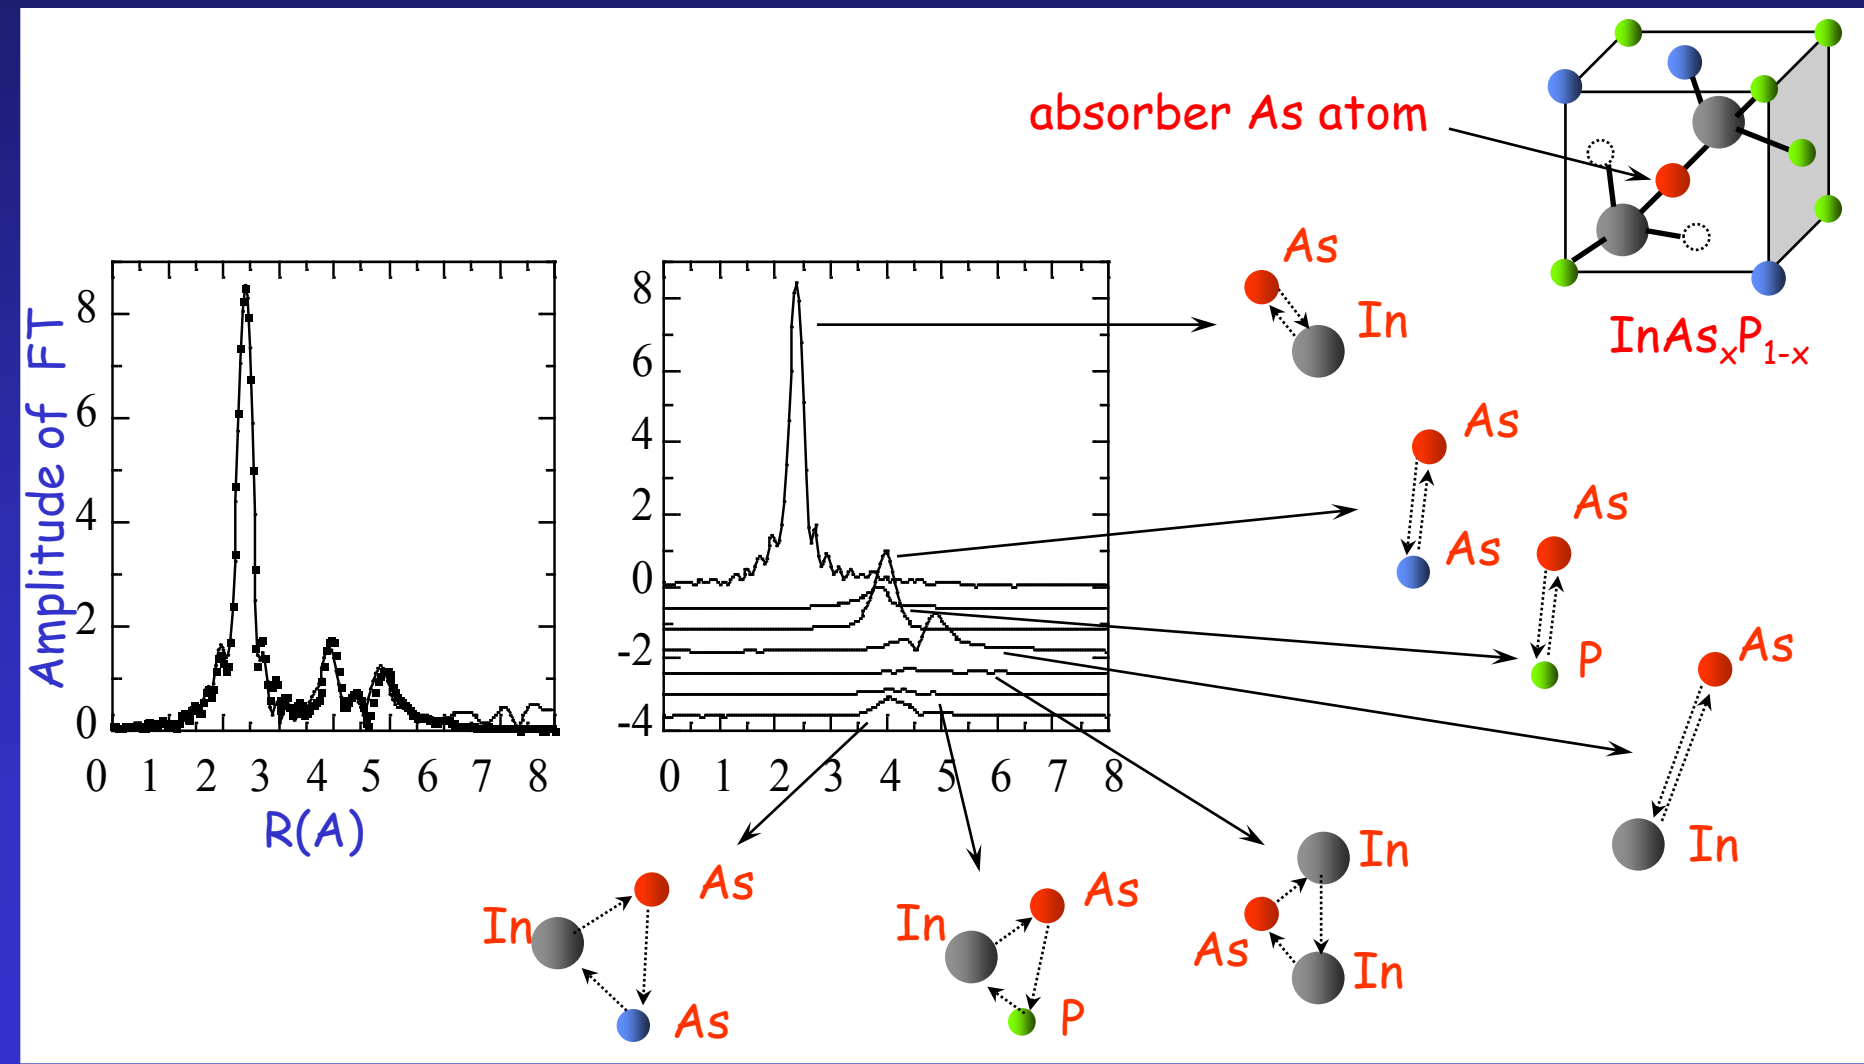 absorber As atom
InAsₓP₁₋ₓ
Amplitude of FT
8
6
4
2
0
0 1 2 3 4 5 6 7 8
R(A)
8
6
4
2
0
-2
-4
0 1 2 3 4 5 6 7 8
As
In
As
As
As
P
As
In
In
As
As
In
As
P
In
As
In